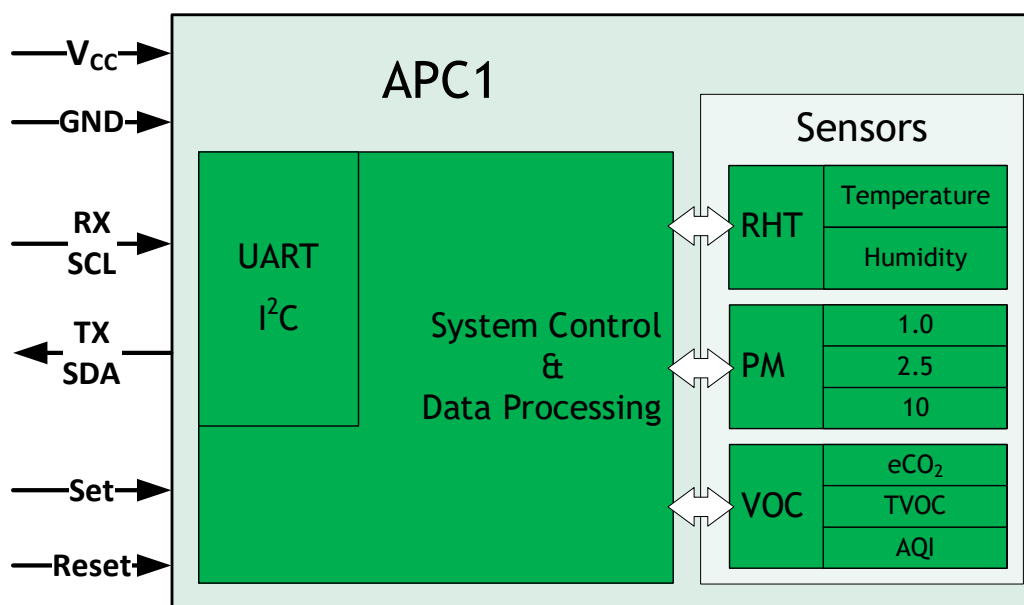 V_CC
GND
RX
SCL
TX
SDA
Set
Reset
APC1
UART
I²C
System Control
&
Data Processing
Sensors
RHT
Temperature
Humidity
PM
1.0
2.5
10
VOC
eCO₂
TVOC
AQI